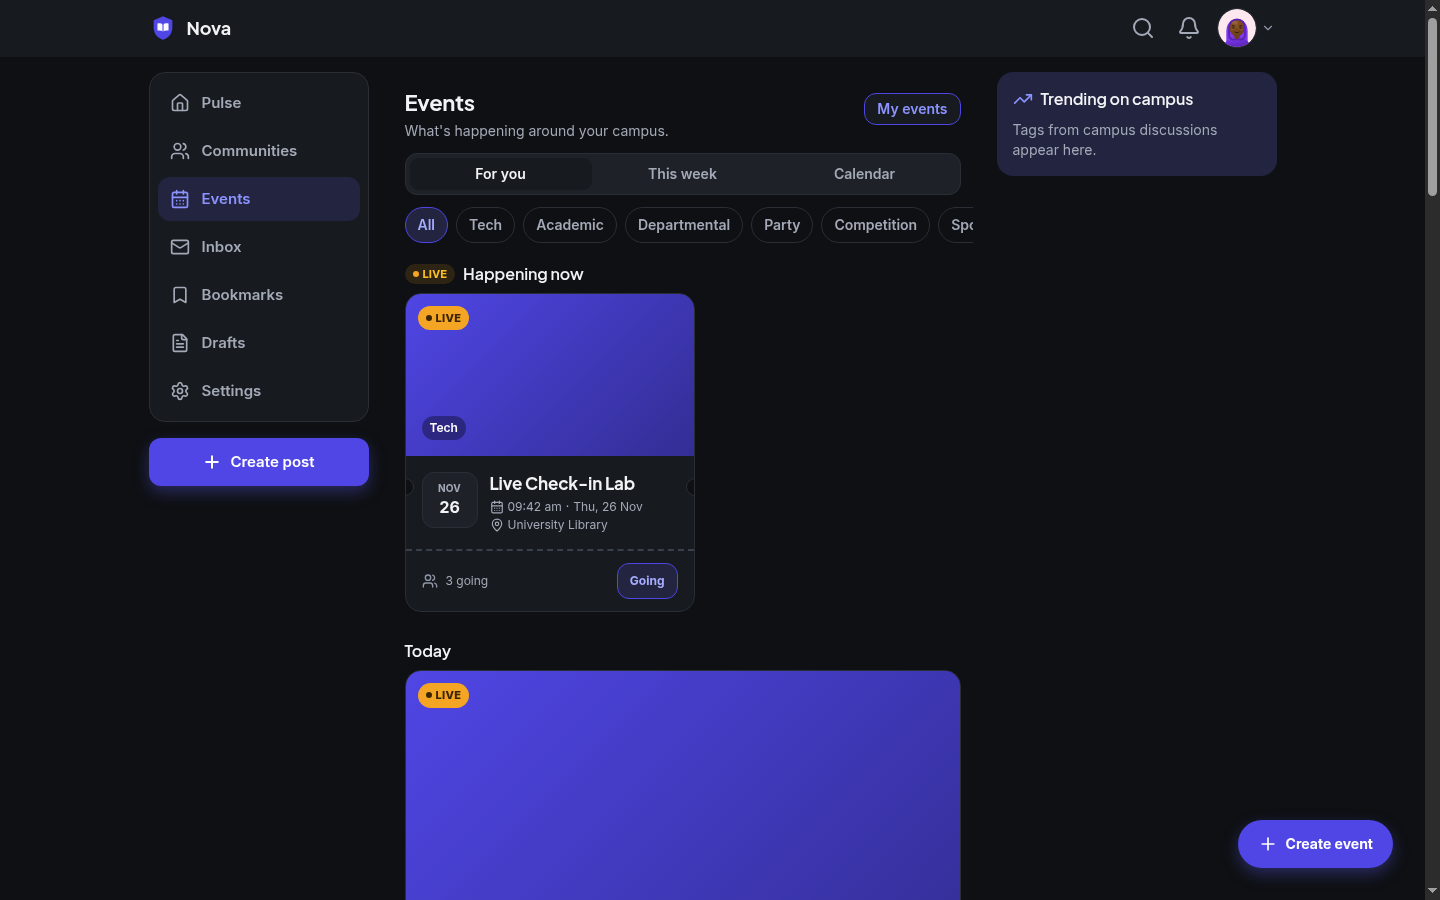 Nova
Pulse
Communities
Events
Inbox
Bookmarks
Drafts
Settings
Create post
Events
What's happening around your campus.
My events
For you
This week
Calendar
All
Tech
Academic
Departmental
Party
Competition
Spo
LIVE
Happening now
LIVE
Tech
NOV
26
Live Check-in Lab
09:42 am · Thu, 26 Nov
University Library
3 going
Going
Today
LIVE
Trending on campus
Tags from campus discussions
appear here.
Create event